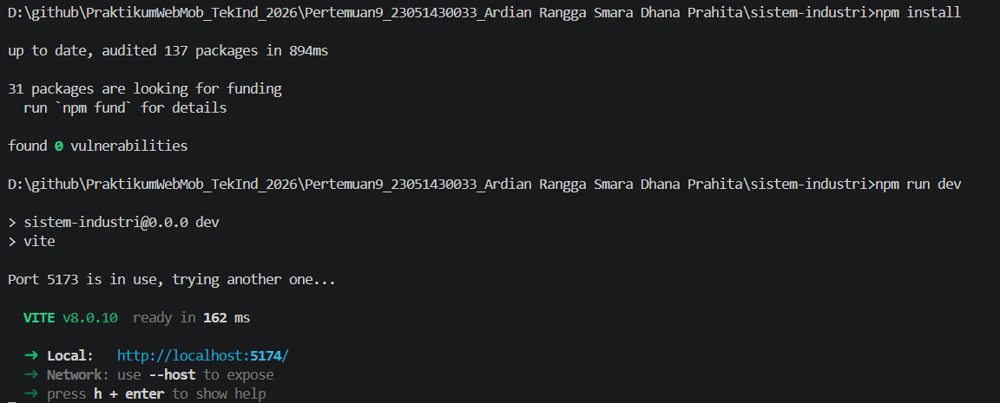 D:\github\PraktikumWebMob_TekInd_2026\Pertemuan9_23051430033_Ardian Rangga Smara Dhana Prahita\sistem-industri>npm install
up to date, audited 137 packages in 894ms
31 packages are looking for funding
run `npm fund` for details
found 0 vulnerabilities
D:\github\PraktikumWebMob_TekInd_2026\Pertemuan9_23051430033_Ardian Rangga Smara Dhana Prahita\sistem-industri>npm run dev
> sistem-industri@0.0.0 dev
> vite
Port 5173 is in use, trying another one...
VITE v8.0.10 ready in 162 ms
➜ Local: http://localhost:5174/
➜ Network: use --host to expose
➜ press h + enter to show help